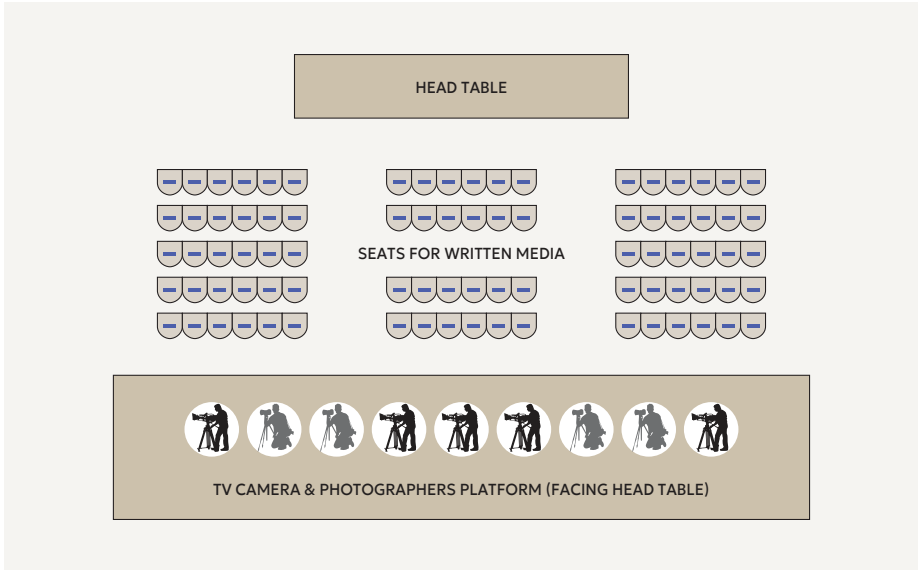 HEAD TABLE
SEATS FOR WRITTEN MEDIA
TV CAMERA & PHOTOGRAPHERS PLATFORM (FACING HEAD TABLE)